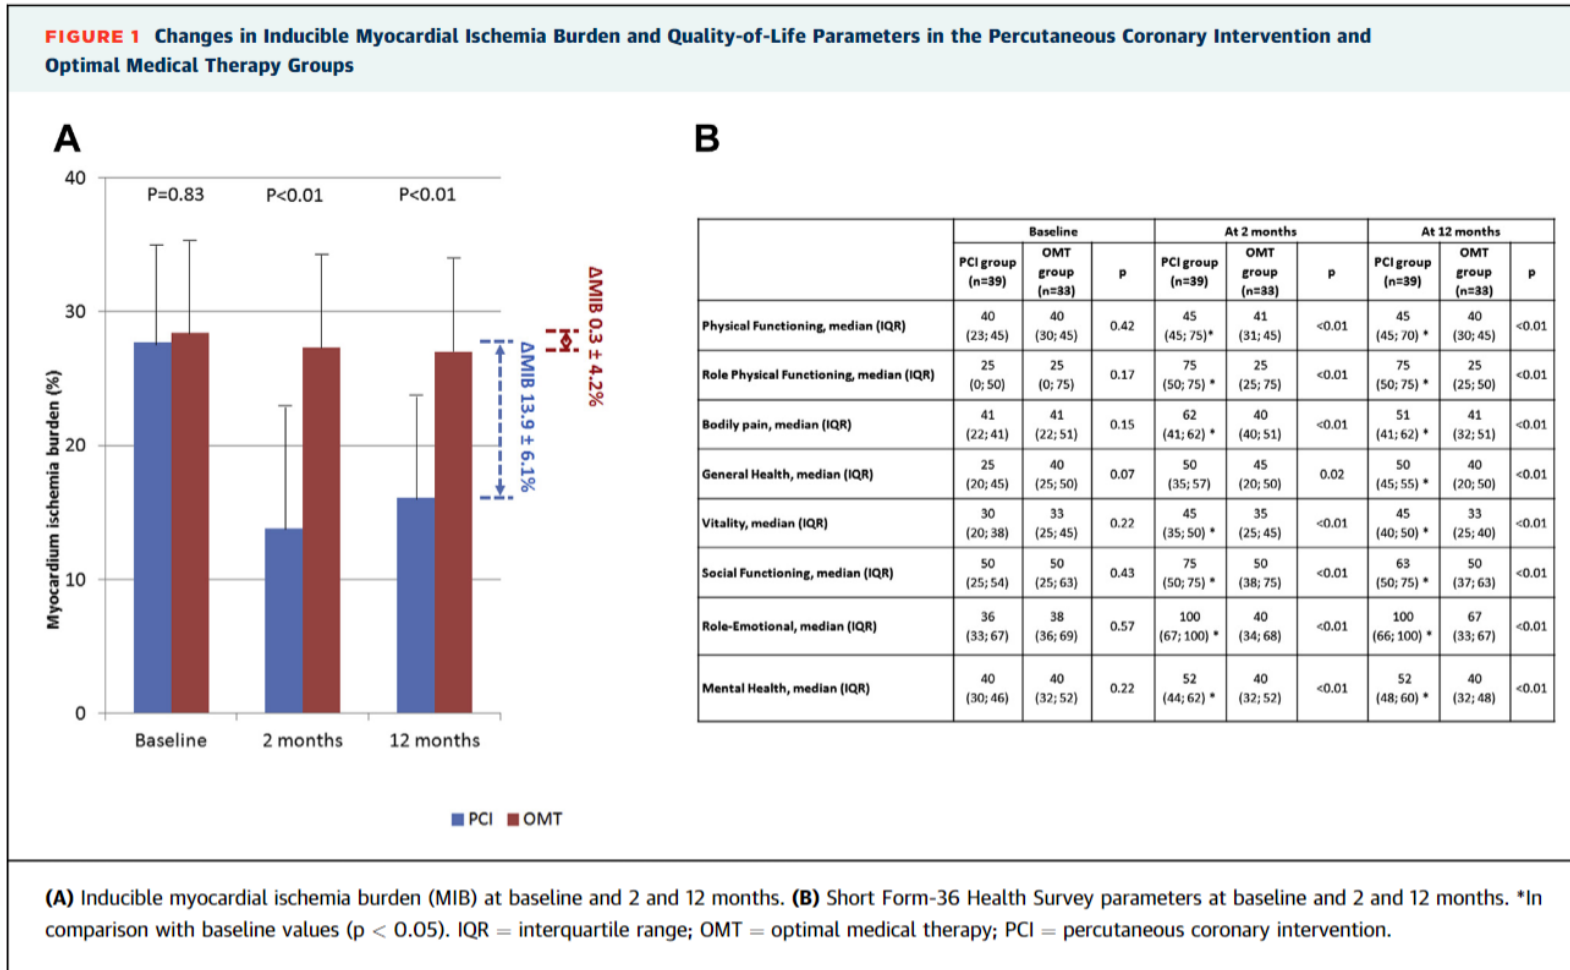 FIGURE 1 Changes in Inducible Myocardial Ischemia Burden and Quality-of-Life Parameters in the Percutaneous Coronary Intervention and
Optimal Medical Therapy Groups
A
40
30
20
10
0
Myocardium ischemia burden (%)
P=0.83 P<0.01 P<0.01
ΔMIB 13.9 ± 6.1%
ΔMIB 0.3 ± 4.2%
Baseline 2 months 12 months
PCI OMT
B
Baseline At 2 months At 12 months
PCI group (n=39) OMT group (n=33) p PCI group (n=39) OMT group (n=33) p PCI group (n=39) OMT group (n=33) p
Physical Functioning, median (IQR) 40 (23; 45) 40 (30; 45) 0.42 45 (45; 75)* 41 (31; 45) <0.01 45 (45; 70) * 40 (30; 45) <0.01
Role Physical Functioning, median (IQR) 25 (0; 50) 25 (0; 75) 0.17 75 (50; 75) * 25 (25; 75) <0.01 75 (50; 75) * 25 (25; 50) <0.01
Bodily pain, median (IQR) 41 (22; 41) 41 (22; 51) 0.15 62 (41; 62) * 40 (40; 51) <0.01 51 (41; 62) * 41 (32; 51) <0.01
General Health, median (IQR) 25 (20; 45) 40 (25; 50) 0.07 50 (35; 57) 45 (20; 50) 0.02 50 (45; 55) * 40 (20; 50) <0.01
Vitality, median (IQR) 30 (20; 38) 33 (25; 45) 0.22 45 (35; 50) * 35 (25; 45) <0.01 45 (40; 50) * 33 (25; 40) <0.01
Social Functioning, median (IQR) 50 (25; 54) 50 (25; 63) 0.43 75 (50; 75) * 50 (38; 75) <0.01 63 (50; 75) * 50 (37; 63) <0.01
Role-Emotional, median (IQR) 36 (33; 67) 38 (36; 69) 0.57 100 (67; 100) * 40 (34; 68) <0.01 100 (66; 100) * 67 (33; 67) <0.01
Mental Health, median (IQR) 40 (30; 46) 40 (32; 52) 0.22 52 (44; 62) * 40 (32; 52) <0.01 52 (48; 60) * 40 (32; 48) <0.01
(A) Inducible myocardial ischemia burden (MIB) at baseline and 2 and 12 months. (B) Short Form-36 Health Survey parameters at baseline and 2 and 12 months. *In
comparison with baseline values (p < 0.05). IQR = interquartile range; OMT = optimal medical therapy; PCI = percutaneous coronary intervention.